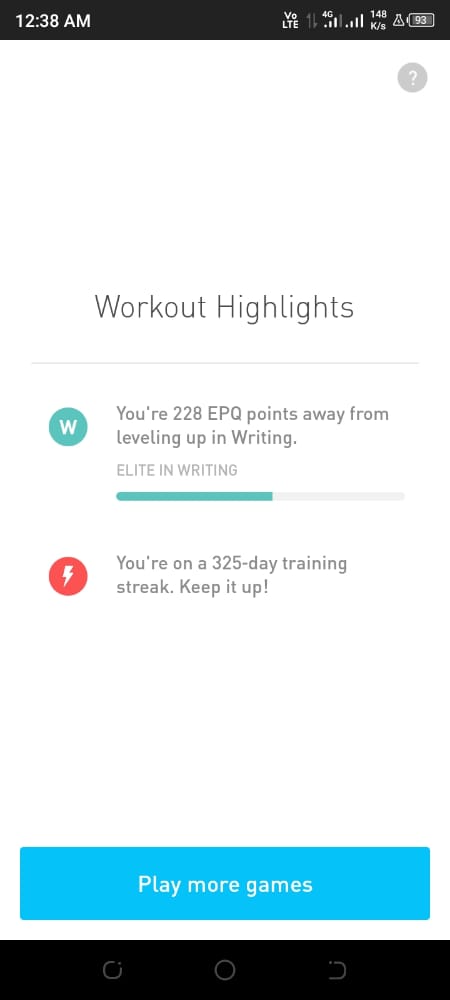 12:38 AM
Vo
LTE
4G
148
K/s
93
?
Workout Highlights
W
You're 228 EPQ points away from
leveling up in Writing.
ELITE IN WRITING
You're on a 325-day training
streak. Keep it up!
Play more games